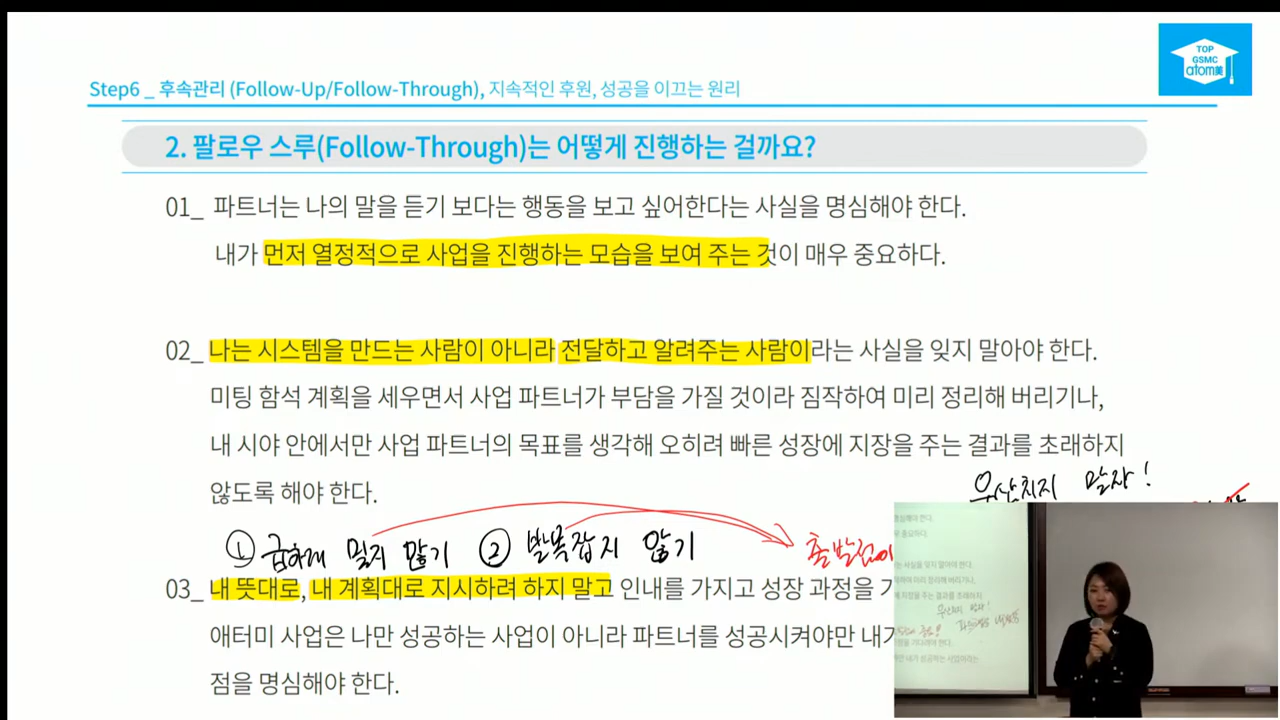 TOP
GSMC
atom美
Step6 _ 후속관리 (Follow-Up/Follow-Through), 지속적인 후원, 성공을 이끄는 원리
2. 팔로우 스루(Follow-Through)는 어떻게 진행하는 걸까요?
01_ 파트너는 나의 말을 듣기 보다는 행동을 보고 싶어한다는 사실을 명심해야 한다.
내가 먼저 열정적으로 사업을 진행하는 모습을 보여 주는 것이 매우 중요하다.
02_ 나는 시스템을 만드는 사람이 아니라 전달하고 알려주는 사람이라는 사실을 잊지 말아야 한다.
미팅 참석 계획을 세우면서 사업 파트너가 부담을 가질 것이라 짐작하여 미리 정리해 버리기나,
내 시야 안에서만 사업 파트너의 목표를 생각해 오히려 빠른 성장에 지장을 주는 결과를 초래하지
않도록 해야 한다.
우산치지 말자!
① 급하게 밀지 않기 ② 발목잡지 않기
출발점이
03_ 내 뜻대로, 내 계획대로 지시하려 하지 말고 인내를 가지고 성장 과정을
애터미 사업은 나만 성공하는 사업이 아니라 파트너를 성공시켜야만 내가
점을 명심해야 한다.